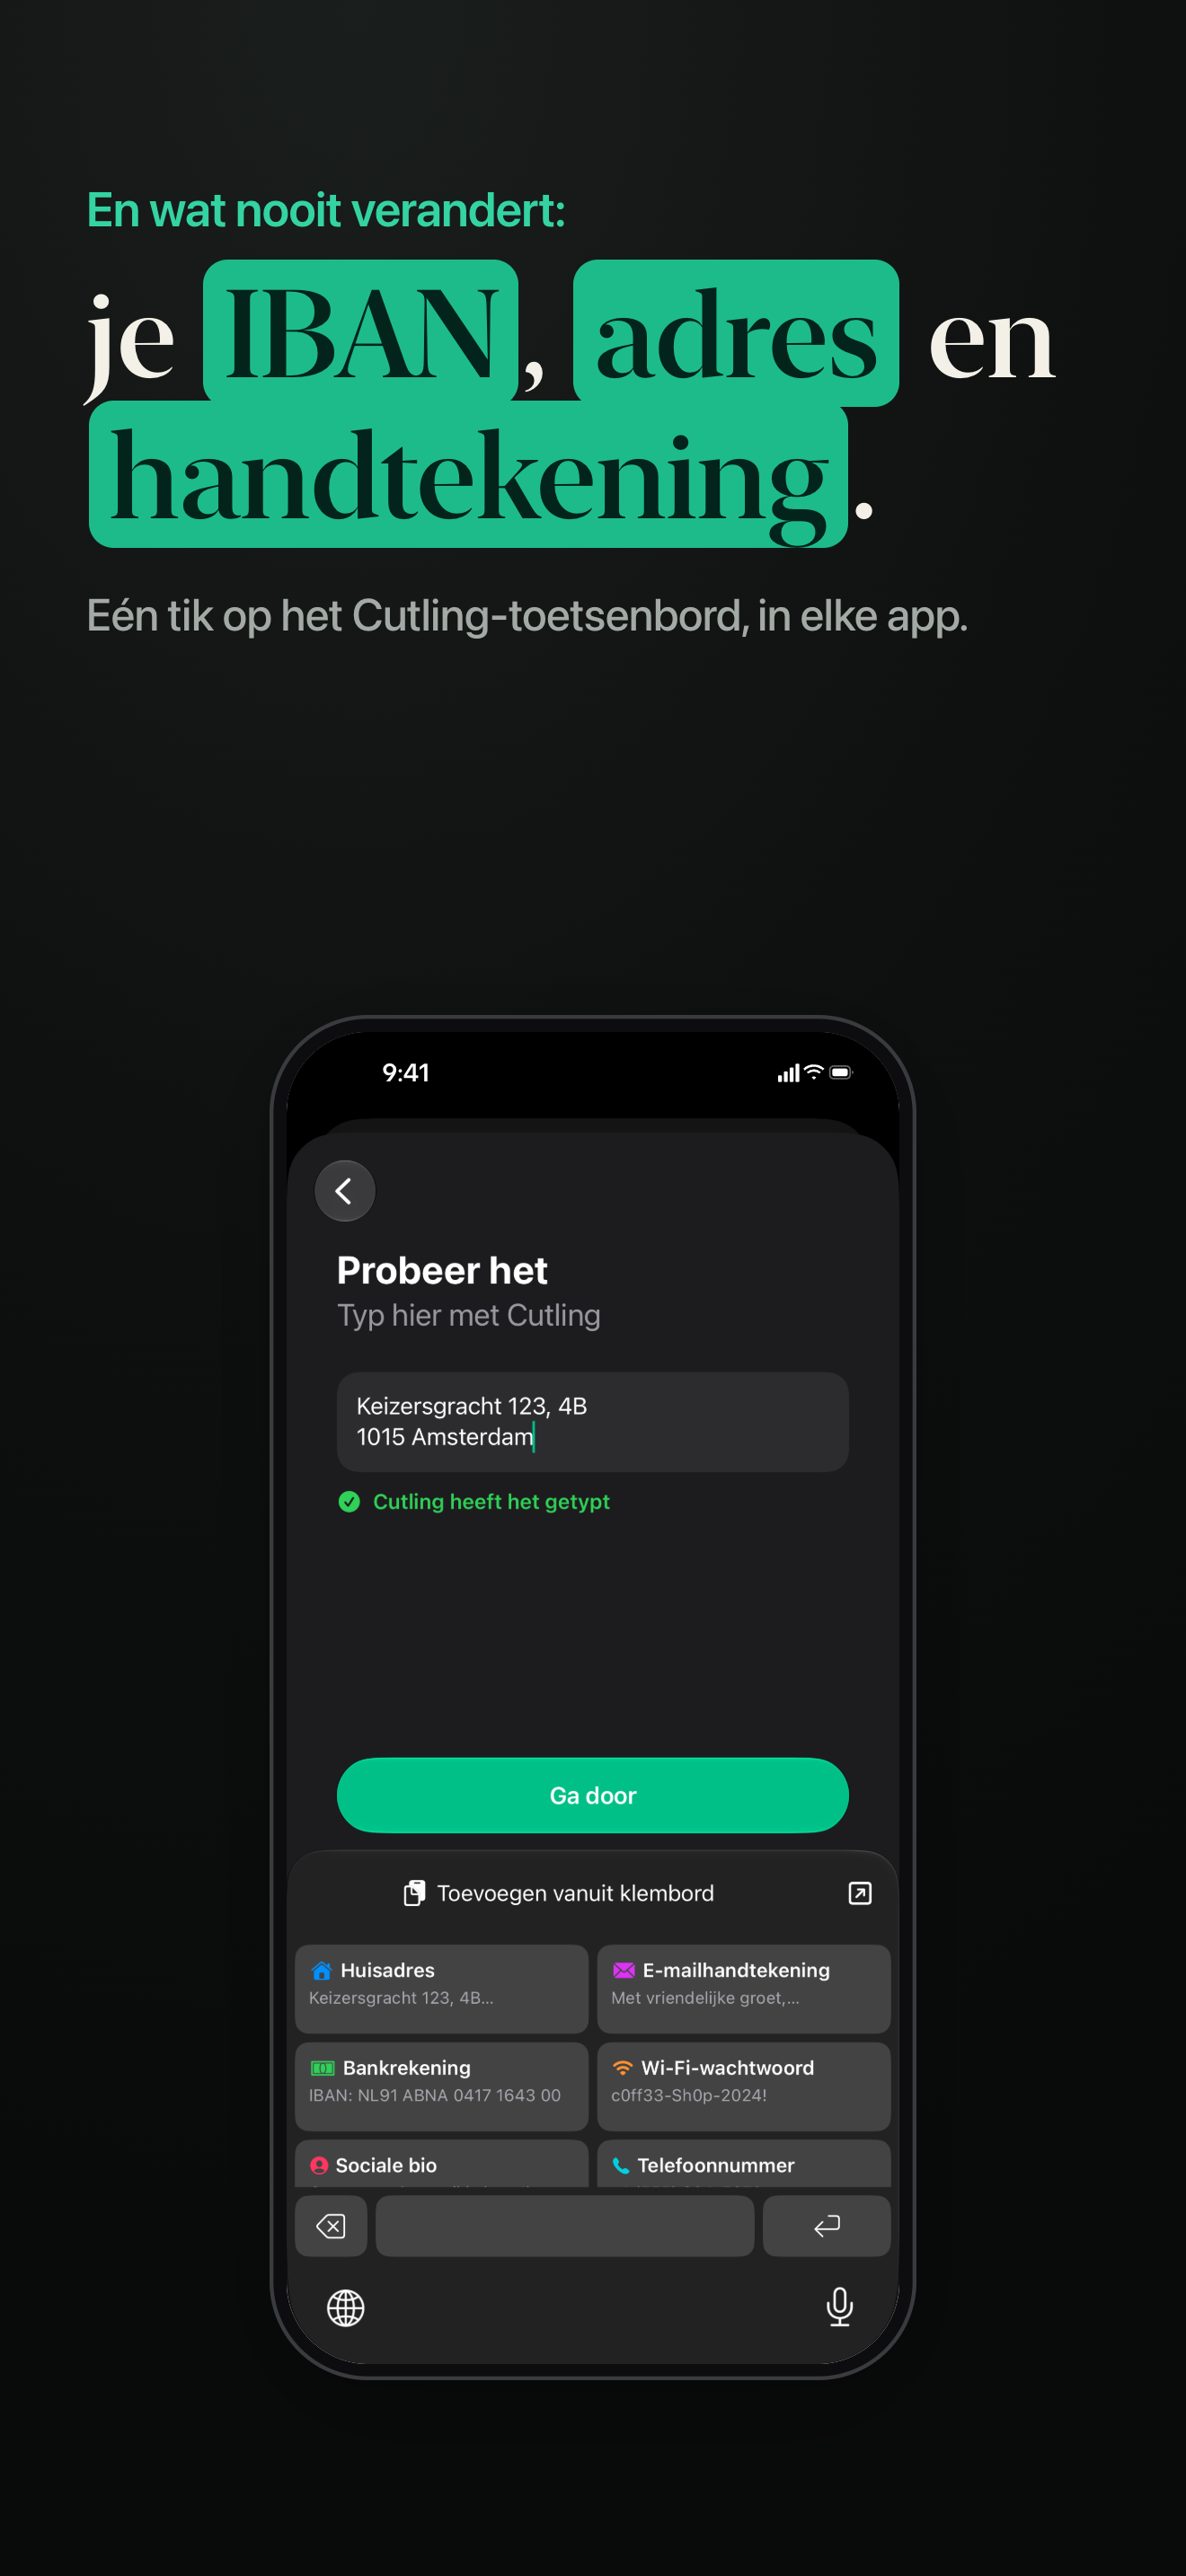 En wat nooit verandert:
je IBAN, adres en
handtekening.
Eén tik op het Cutling-toetsenbord, in elke app.
9:41
Probeer het
Typ hier met Cutling
Keizersgracht 123, 4B
1015 Amsterdam
Cutling heeft het getypt
Ga door
Toevoegen vanuit klembord
Huisadres
Keizersgracht 123, 4B...
E-mailhandtekening
Met vriendelijke groet,...
Bankrekening
IBAN: NL91 ABNA 0417 1643 00
Wi-Fi-wachtwoord
c0ff33-Sh0p-2024!
Sociale bio
Telefoonnummer